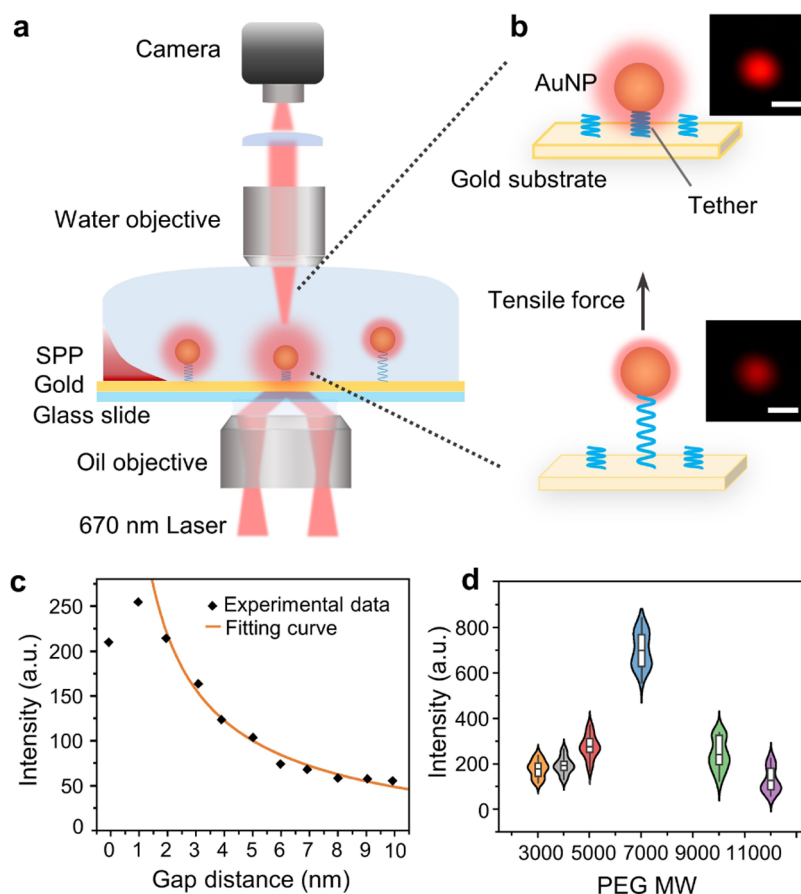 a
Camera
Water objective
SPP
Gold
Glass slide
Oil objective
670 nm Laser
b
AuNP
Gold substrate
Tether
Tensile force
c
Experimental data
Fitting curve
Intensity (a.u.)
250
200
150
100
50
0
0 1 2 3 4 5 6 7 8 9 10
Gap distance (nm)
d
Intensity (a.u.)
800
600
400
200
0
3000 5000 7000 9000 11000
PEG MW